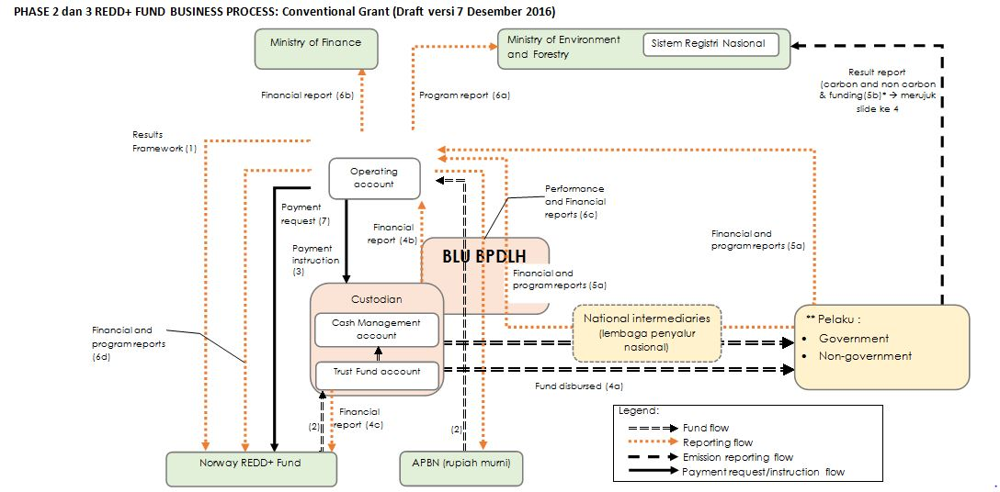 PHASE 2 dan 3 REDD+ FUND BUSINESS PROCESS: Conventional Grant (Draft versi 7 Desember 2016)
Ministry of Finance
Ministry of Environment
and Forestry
Sistem Registri Nasional
Financial report (6b)
Program report (6a)
Result report
(carbon and non carbon
& funding(5b)* → merujuk
slide ke 4
Results
Framework (1)
Operating
account
Payment
request (7)
Performance
and Financial
reports (6c)
Financial
report (4b)
Payment
instruction
(3)
Financial and
program reports (5a)
BLU BPDLH
Financial and
program reports (5a)
Custodian
Cash Management
account
Trust Fund account
National intermediaries
(lembaga penyalur
nasional)
** Pelaku :
• Government
• Non-government
Financial and
program reports
(6d)
Fund disbursed (4a)
Financial
report (4c)
(2)
(2)
Norway REDD+ Fund
APBN (rupiah murni)
Legend:
Fund flow
Reporting flow
Emission reporting flow
Payment request/instruction flow